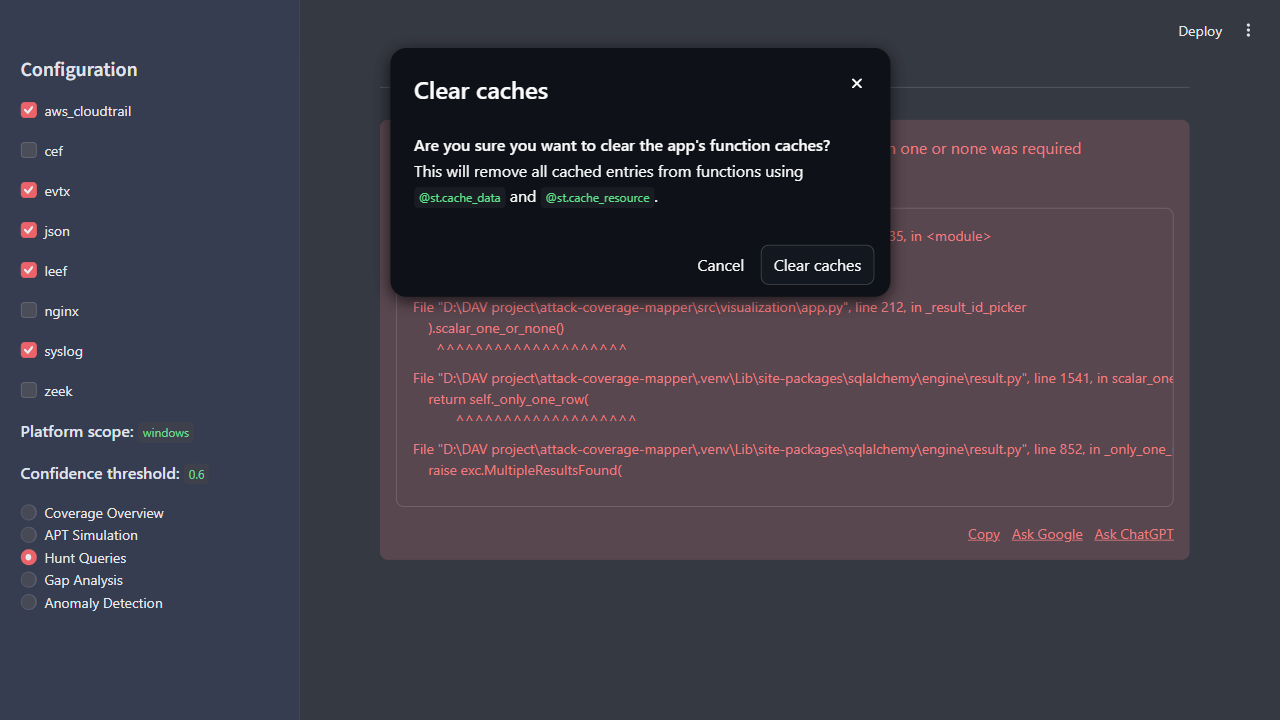 Configuration
aws_cloudtrail
cef
evtx
json
leef
nginx
syslog
zeek
Platform scope: windows
Confidence threshold: 0.6
Coverage Overview
APT Simulation
Hunt Queries
Gap Analysis
Anomaly Detection
Deploy
Clear caches
Are you sure you want to clear the app's function caches?
This will remove all cached entries from functions using
@st.cache_data and @st.cache_resource.
Cancel
Clear caches
one or none was required
35, in <module>
File "D:\DAV project\attack-coverage-mapper\src\visualization\app.py", line 212, in _result_id_picker
).scalar_one_or_none()
^^^^^^^^^^^^^^^^^^^^
File "D:\DAV project\attack-coverage-mapper\.venv\Lib\site-packages\sqlalchemy\engine\result.py", line 1541, in scalar_one
return self._only_one_row(
^^^^^^^^^^^^^^^^^^^
File "D:\DAV project\attack-coverage-mapper\.venv\Lib\site-packages\sqlalchemy\engine\result.py", line 852, in _only_one_
raise exc.MultipleResultsFound(
Copy
Ask Google
Ask ChatGPT